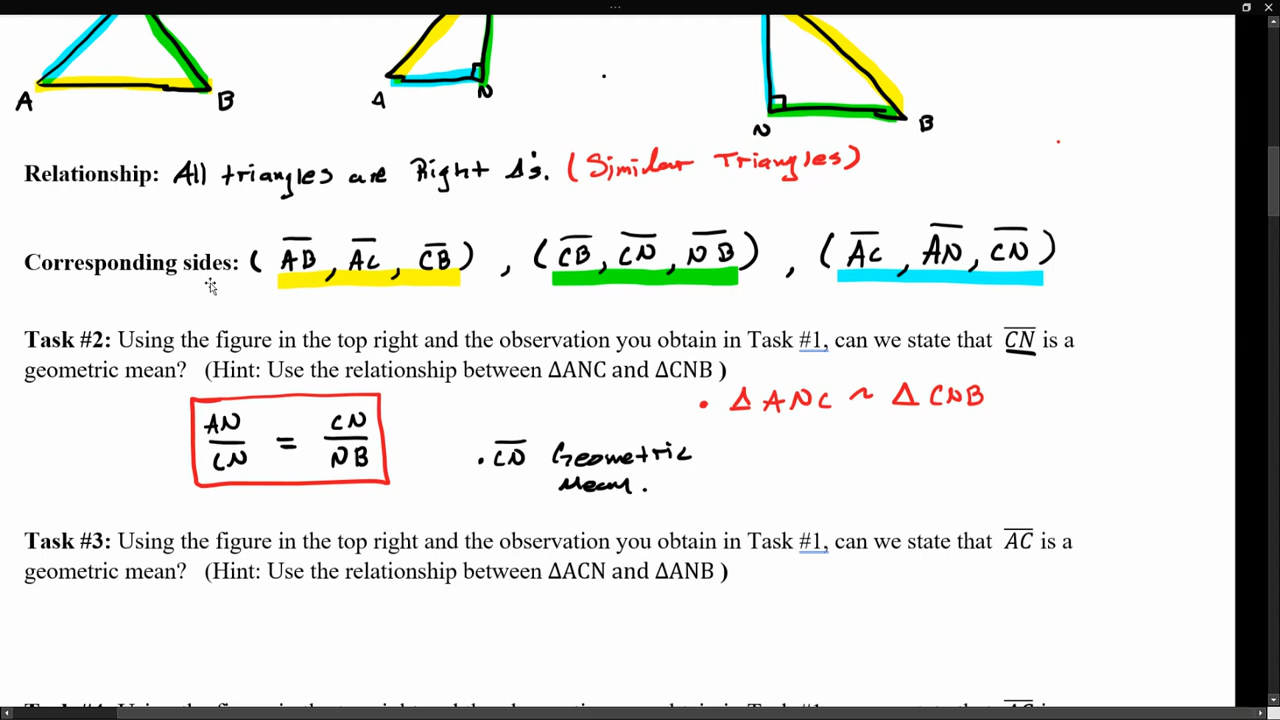 A B A N N B
Relationship: All triangles are Right Δ's. (Similar Triangles)
Corresponding sides: ( AB, AC, CB ) , ( CB, CN, NB ) , ( AC, AN, CN )
Task #2: Using the figure in the top right and the observation you obtain in Task #1, can we state that CN is a
geometric mean? (Hint: Use the relationship between ΔANC and ΔCNB )
• Δ ANC ~ Δ CNB
AN/CN = CN/NB
• CN Geometric
Mean.
Task #3: Using the figure in the top right and the observation you obtain in Task #1, can we state that AC is a
geometric mean? (Hint: Use the relationship between ΔACN and ΔANB )